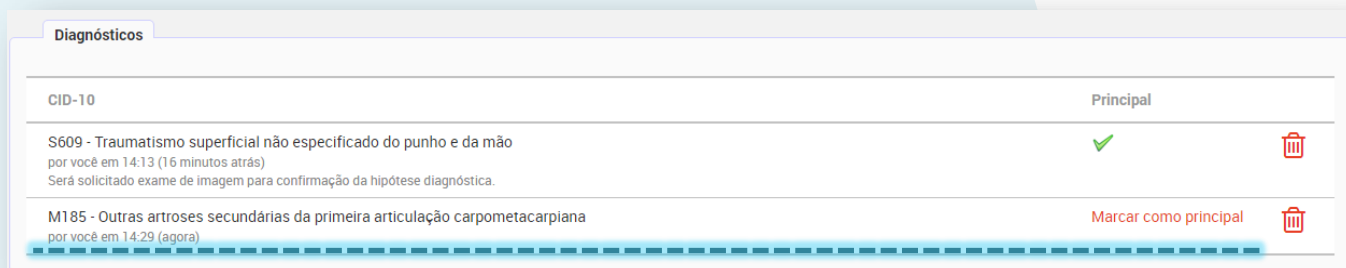 Diagnósticos
CID-10 Principal
S609 - Traumatismo superficial não especificado do punho e da mão
por você em 14:13 (16 minutos atrás)
Será solicitado exame de imagem para confirmação da hipótese diagnóstica.
M185 - Outras artroses secundárias da primeira articulação carpometacarpiana Marcar como principal
por você em 14:29 (agora)